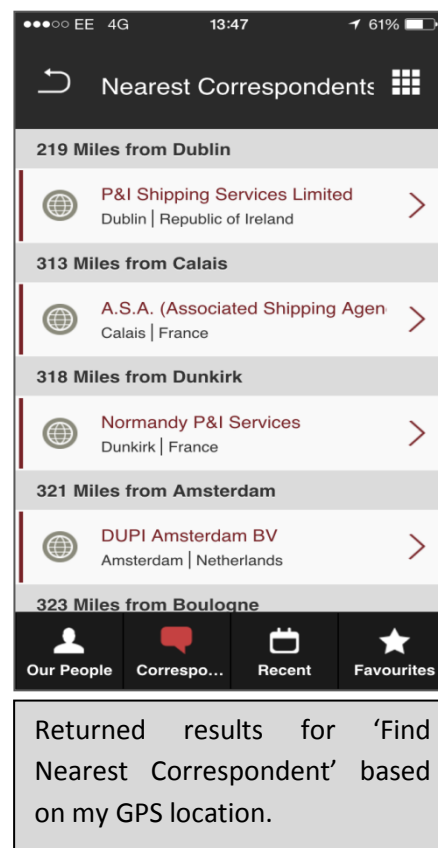 EE 4G 13:47 61%
Nearest Correspondents
219 Miles from Dublin
P&I Shipping Services Limited
Dublin | Republic of Ireland
313 Miles from Calais
A.S.A. (Associated Shipping Agen
Calais | France
318 Miles from Dunkirk
Normandy P&I Services
Dunkirk | France
321 Miles from Amsterdam
DUPI Amsterdam BV
Amsterdam | Netherlands
323 Miles from Boulogne
Our People Correspo... Recent Favourites
Returned results for 'Find
Nearest Correspondent' based
on my GPS location.